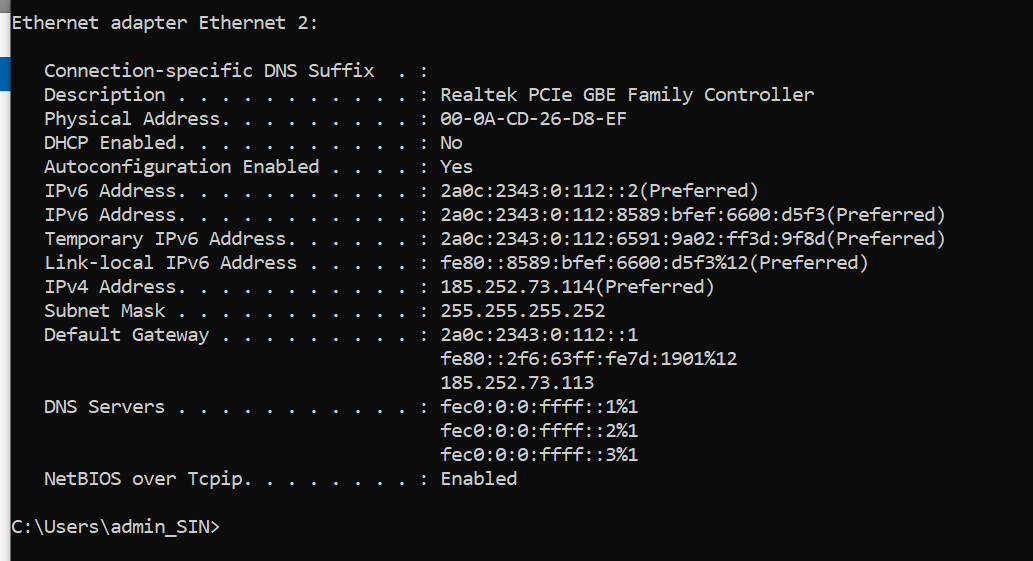 Ethernet adapter Ethernet 2:
Connection-specific DNS Suffix  . :
Description . . . . . . . . . . . : Realtek PCIe GBE Family Controller
Physical Address. . . . . . . . . : 00-0A-CD-26-D8-EF
DHCP Enabled. . . . . . . . . . . : No
Autoconfiguration Enabled . . . . : Yes
IPv6 Address. . . . . . . . . . . : 2a0c:2343:0:112::2(Preferred)
IPv6 Address. . . . . . . . . . . : 2a0c:2343:0:112:8589:bfef:6600:d5f3(Preferred)
Temporary IPv6 Address. . . . . . : 2a0c:2343:0:112:6591:9a02:ff3d:9f8d(Preferred)
Link-local IPv6 Address . . . . . : fe80::8589:bfef:6600:d5f3%12(Preferred)
IPv4 Address. . . . . . . . . . . : 185.252.73.114(Preferred)
Subnet Mask . . . . . . . . . . . : 255.255.255.252
Default Gateway . . . . . . . . . : 2a0c:2343:0:112::1
fe80::2f6:63ff:fe7d:1901%12
185.252.73.113
DNS Servers . . . . . . . . . . . : fec0:0:0:ffff::1%1
fec0:0:0:ffff::2%1
fec0:0:0:ffff::3%1
NetBIOS over Tcpip. . . . . . . . : Enabled
C:\Users\admin_SIN>